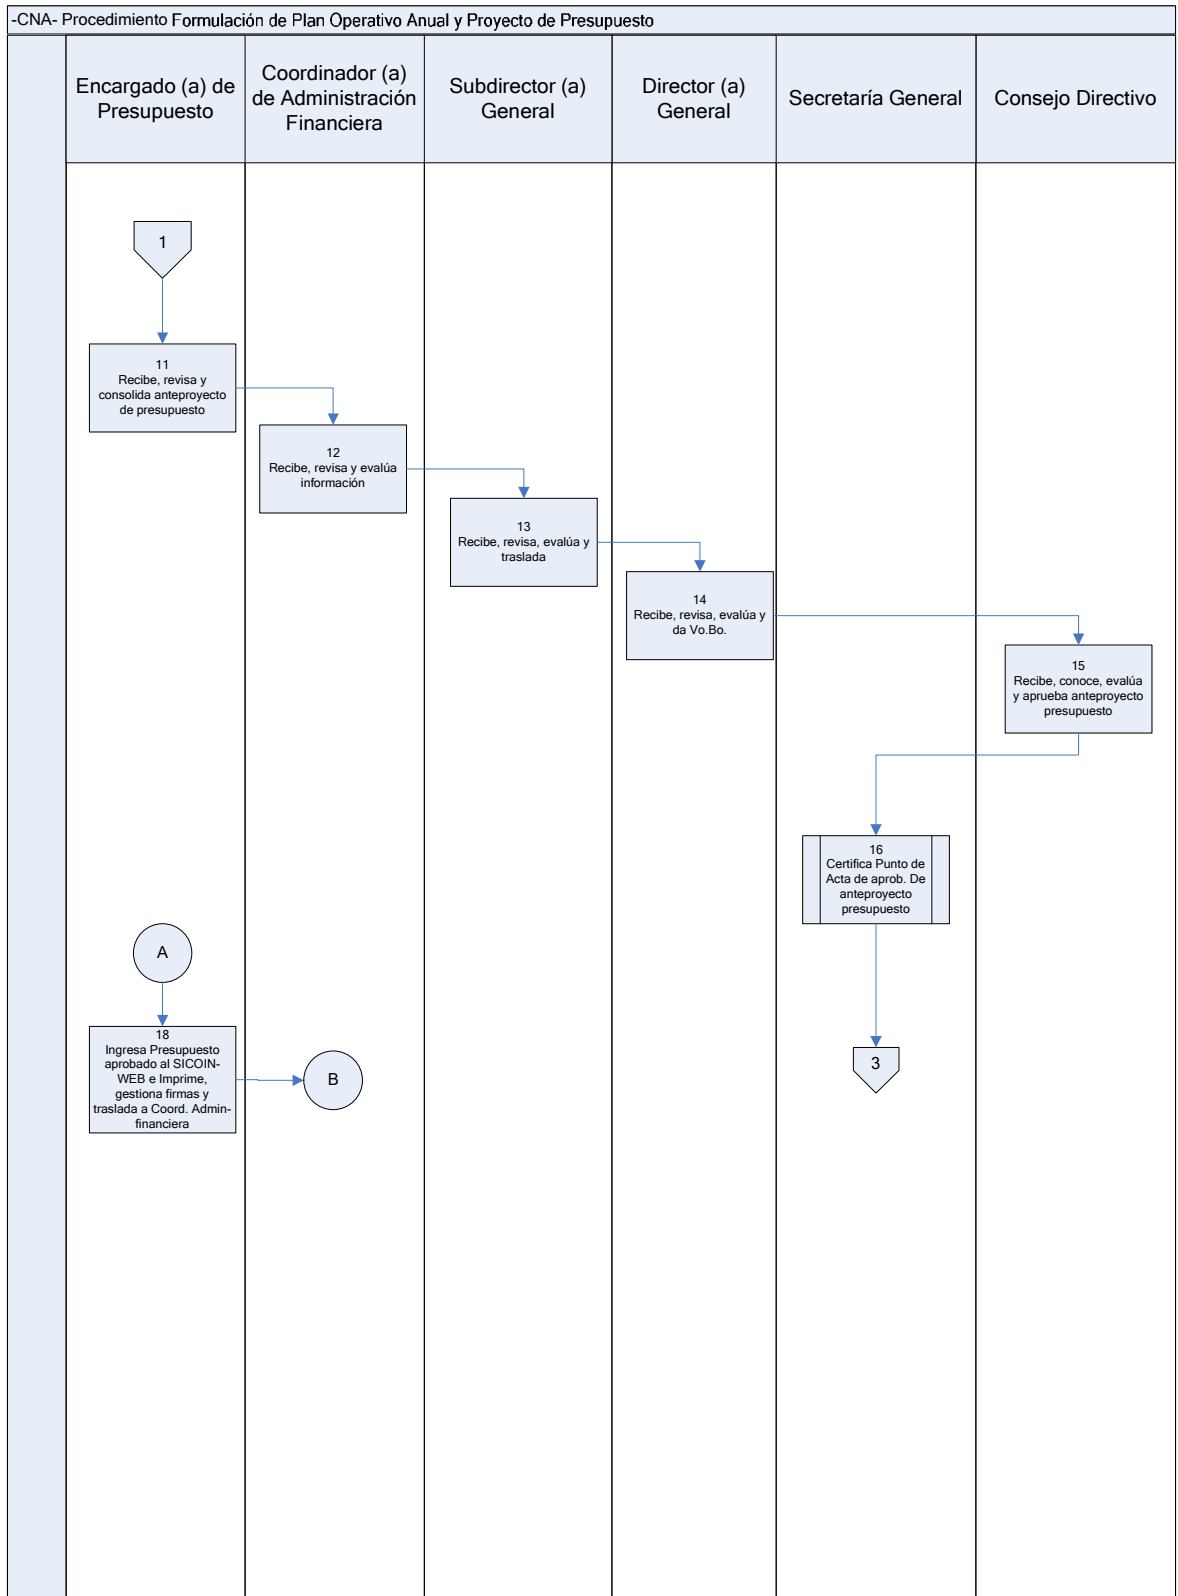 -CNA- Procedimiento Formulación de Plan Operativo Anual y Proyecto de Presupuesto
Encargado (a) de
Presupuesto
Coordinador (a)
de Administración
Financiera
Subdirector (a)
General
Director (a)
General
Secretaría General
Consejo Directivo
1
11
Recibe, revisa y
consolida anteproyecto
de presupuesto
12
Recibe, revisa y evalúa
información
13
Recibe, revisa, evalúa y
traslada
14
Recibe, revisa, evalúa y
da Vo.Bo.
15
Recibe, conoce, evalúa
y aprueba anteproyecto
presupuesto
16
Certifica Punto de
Acta de aprob. De
anteproyecto
presupuesto
A
18
Ingresa Presupuesto
aprobado al SICOIN-
WEB e Imprime,
gestiona firmas y
traslada a Coord. Admin-
financiera
B
3